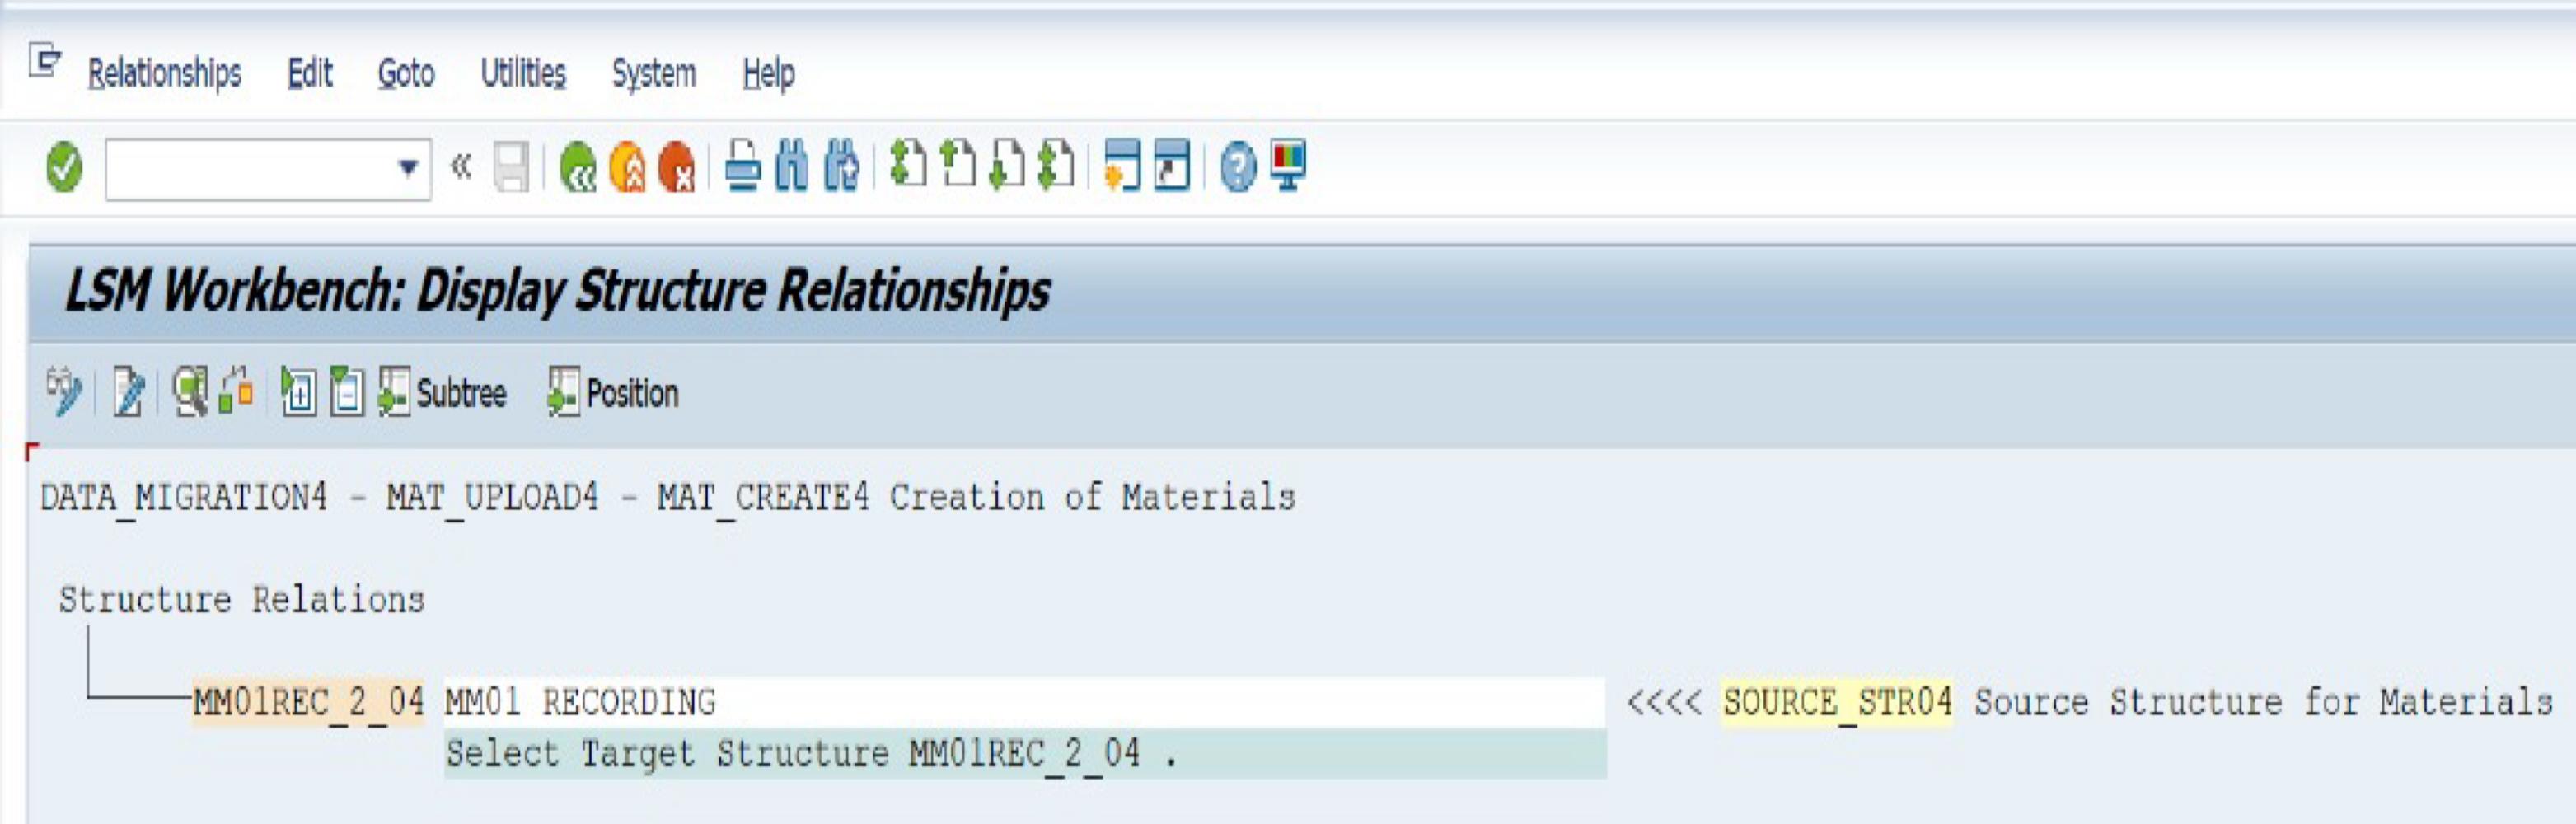 Relationships Edit Goto Utilities System Help
LSM Workbench: Display Structure Relationships
Subtree Position
DATA_MIGRATION4 - MAT_UPLOAD4 - MAT_CREATE4 Creation of Materials
Structure Relations
MM01REC_2_04 MM01 RECORDING <<<< SOURCE_STR04 Source Structure for Materials
Select Target Structure MM01REC_2_04 .